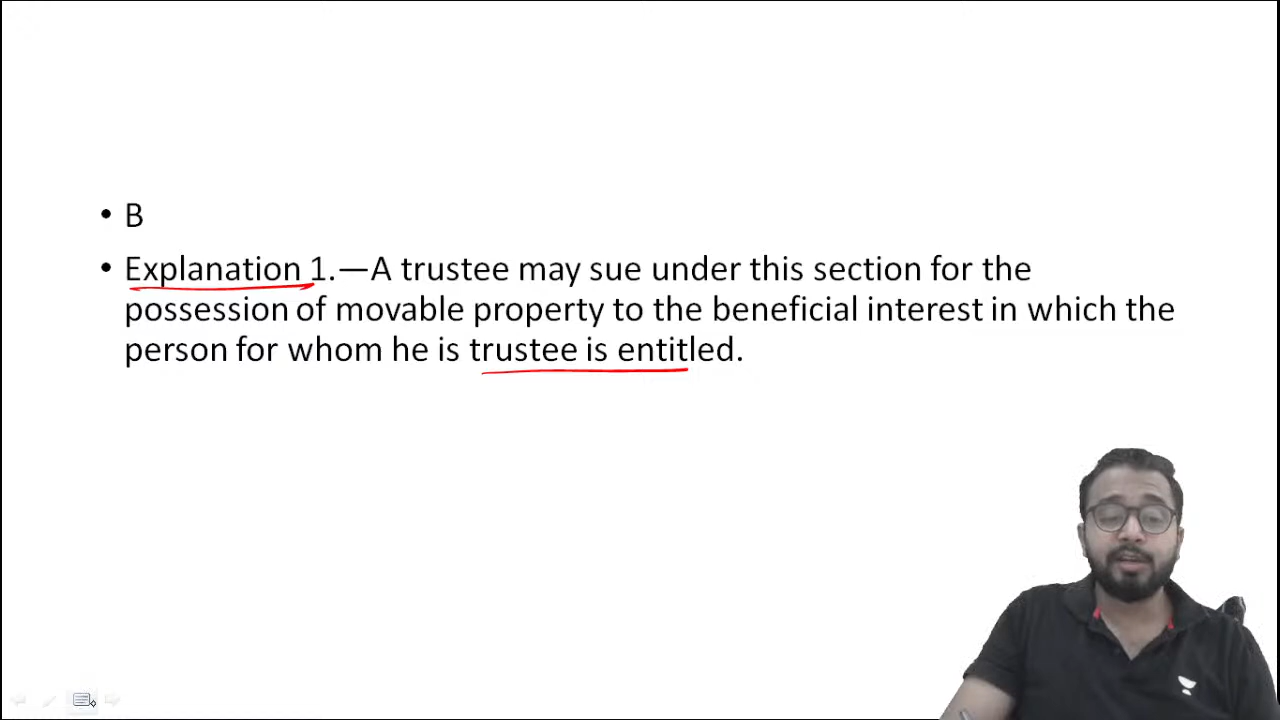 • B
• Explanation 1.—A trustee may sue under this section for the
possession of movable property to the beneficial interest in which the
person for whom he is trustee is entitled.